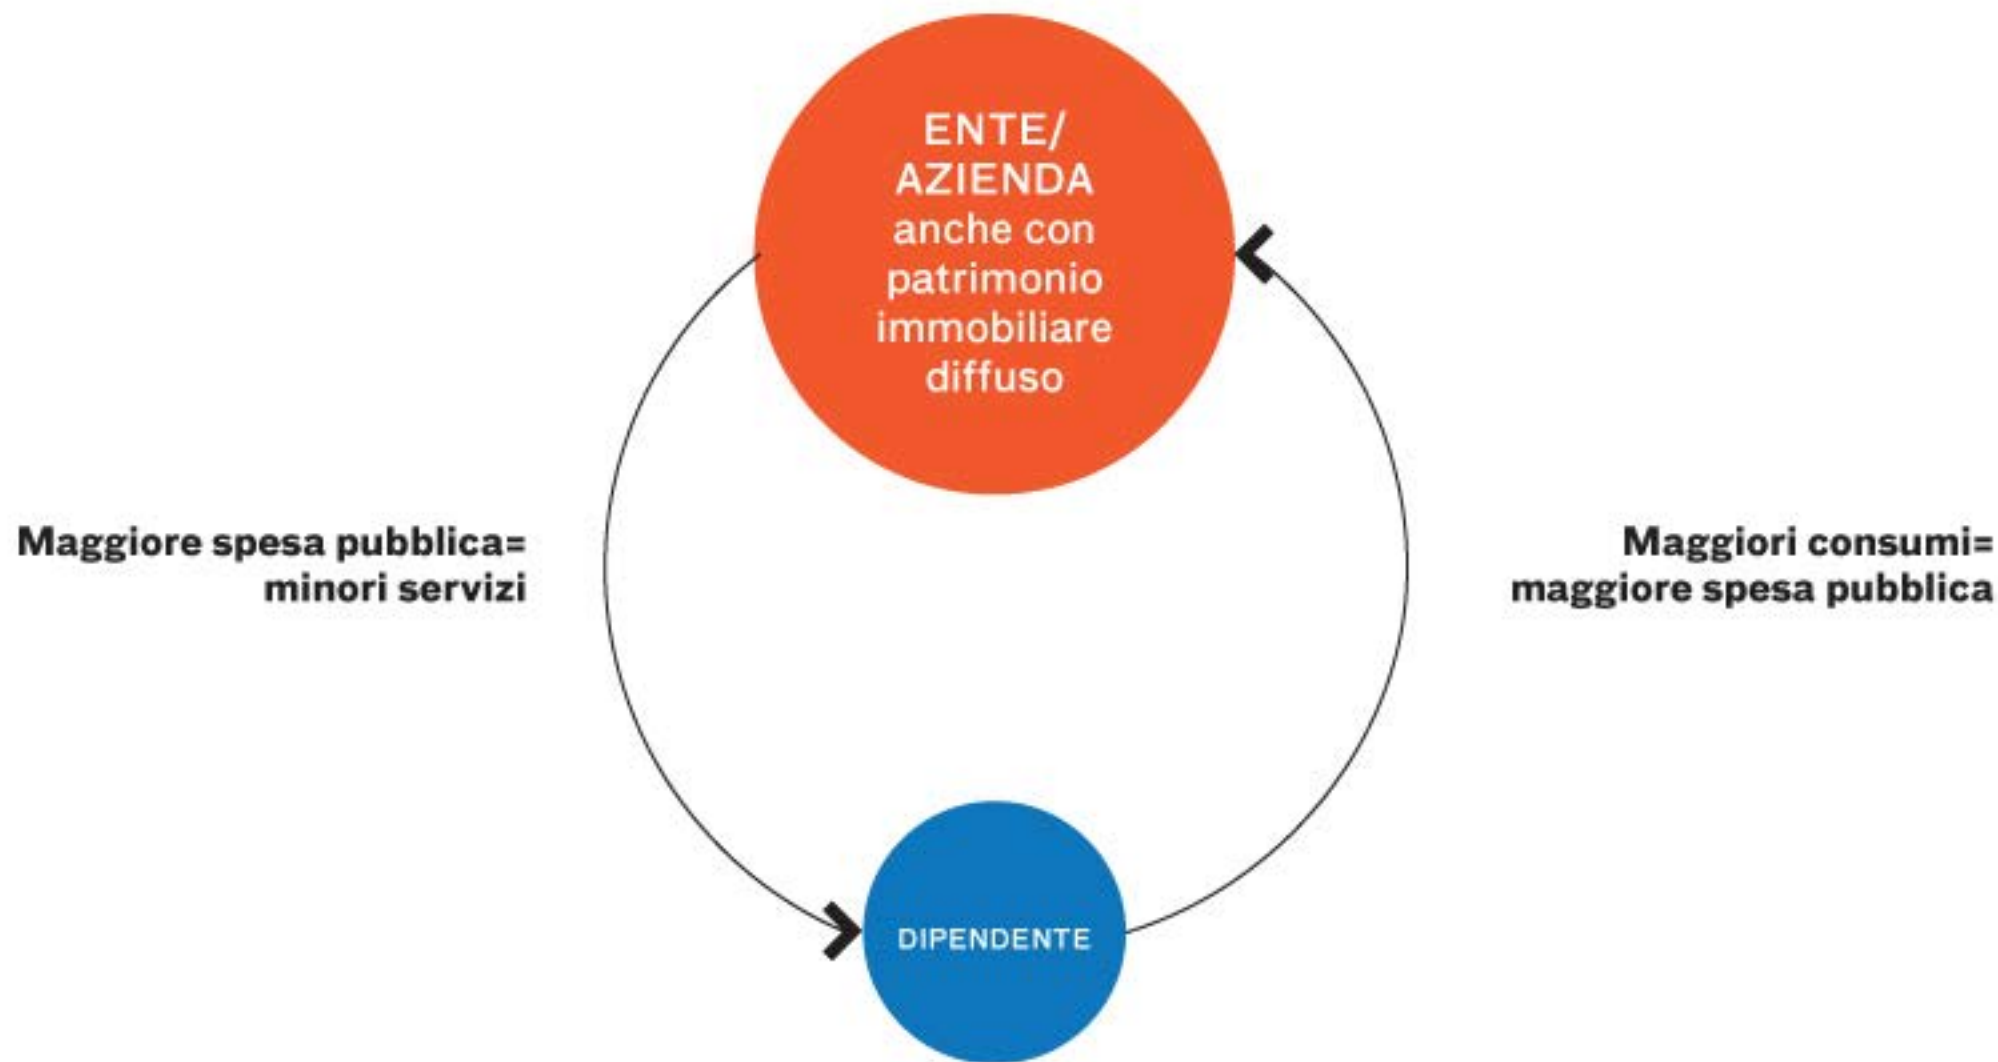 ENTE/
AZIENDA
anche con
patrimonio
immobiliare
diffuso
Maggiore spesa pubblica=
minori servizi
Maggiori consumi=
maggiore spesa pubblica
DIPENDENTE